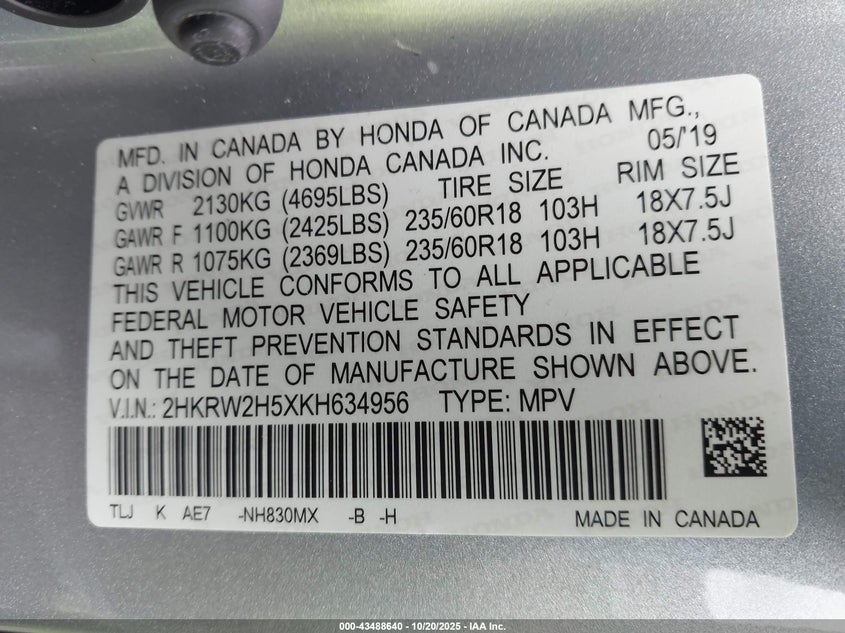 MFD. IN CANADA BY HONDA OF CANADA MFG.,
A DIVISION OF HONDA CANADA INC. 05/'19
GVWR 2130KG (4695LBS) TIRE SIZE RIM SIZE
GAWR F 1100KG (2425LBS) 235/60R18 103H 18X7.5J
GAWR R 1075KG (2369LBS) 235/60R18 103H 18X7.5J
THIS VEHICLE CONFORMS TO ALL APPLICABLE
FEDERAL MOTOR VEHICLE SAFETY
AND THEFT PREVENTION STANDARDS IN EFFECT
ON THE DATE OF MANUFACTURE SHOWN ABOVE.
V.I.N.: 2HKRW2H5XKH634956 TYPE: MPV
TLJ K AE7 -NH830MX -B -H MADE IN CANADA
000-43488640 - 10/20/2025 - IAA Inc.